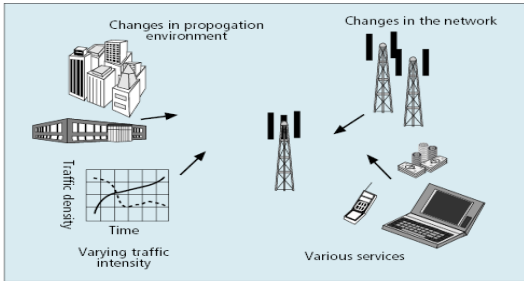 Changes in propogation
environment
Changes in the network
Traffic density
Time
Varying traffic
intensity
Various services